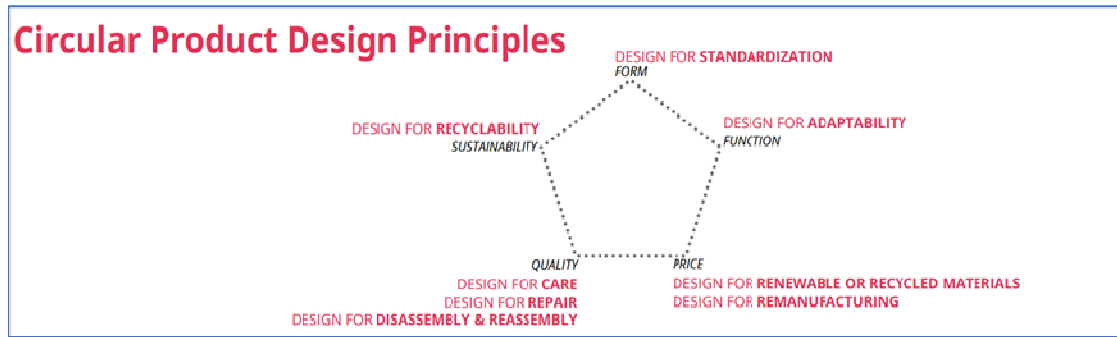 Circular Product Design Principles
DESIGN FOR STANDARDIZATION
FORM
DESIGN FOR RECYCLABILITY
SUSTAINABILITY
DESIGN FOR ADAPTABILITY
FUNCTION
QUALITY
DESIGN FOR CARE
DESIGN FOR REPAIR
DESIGN FOR DISASSEMBLY & REASSEMBLY
PRICE
DESIGN FOR RENEWABLE OR RECYCLED MATERIALS
DESIGN FOR REMANUFACTURING